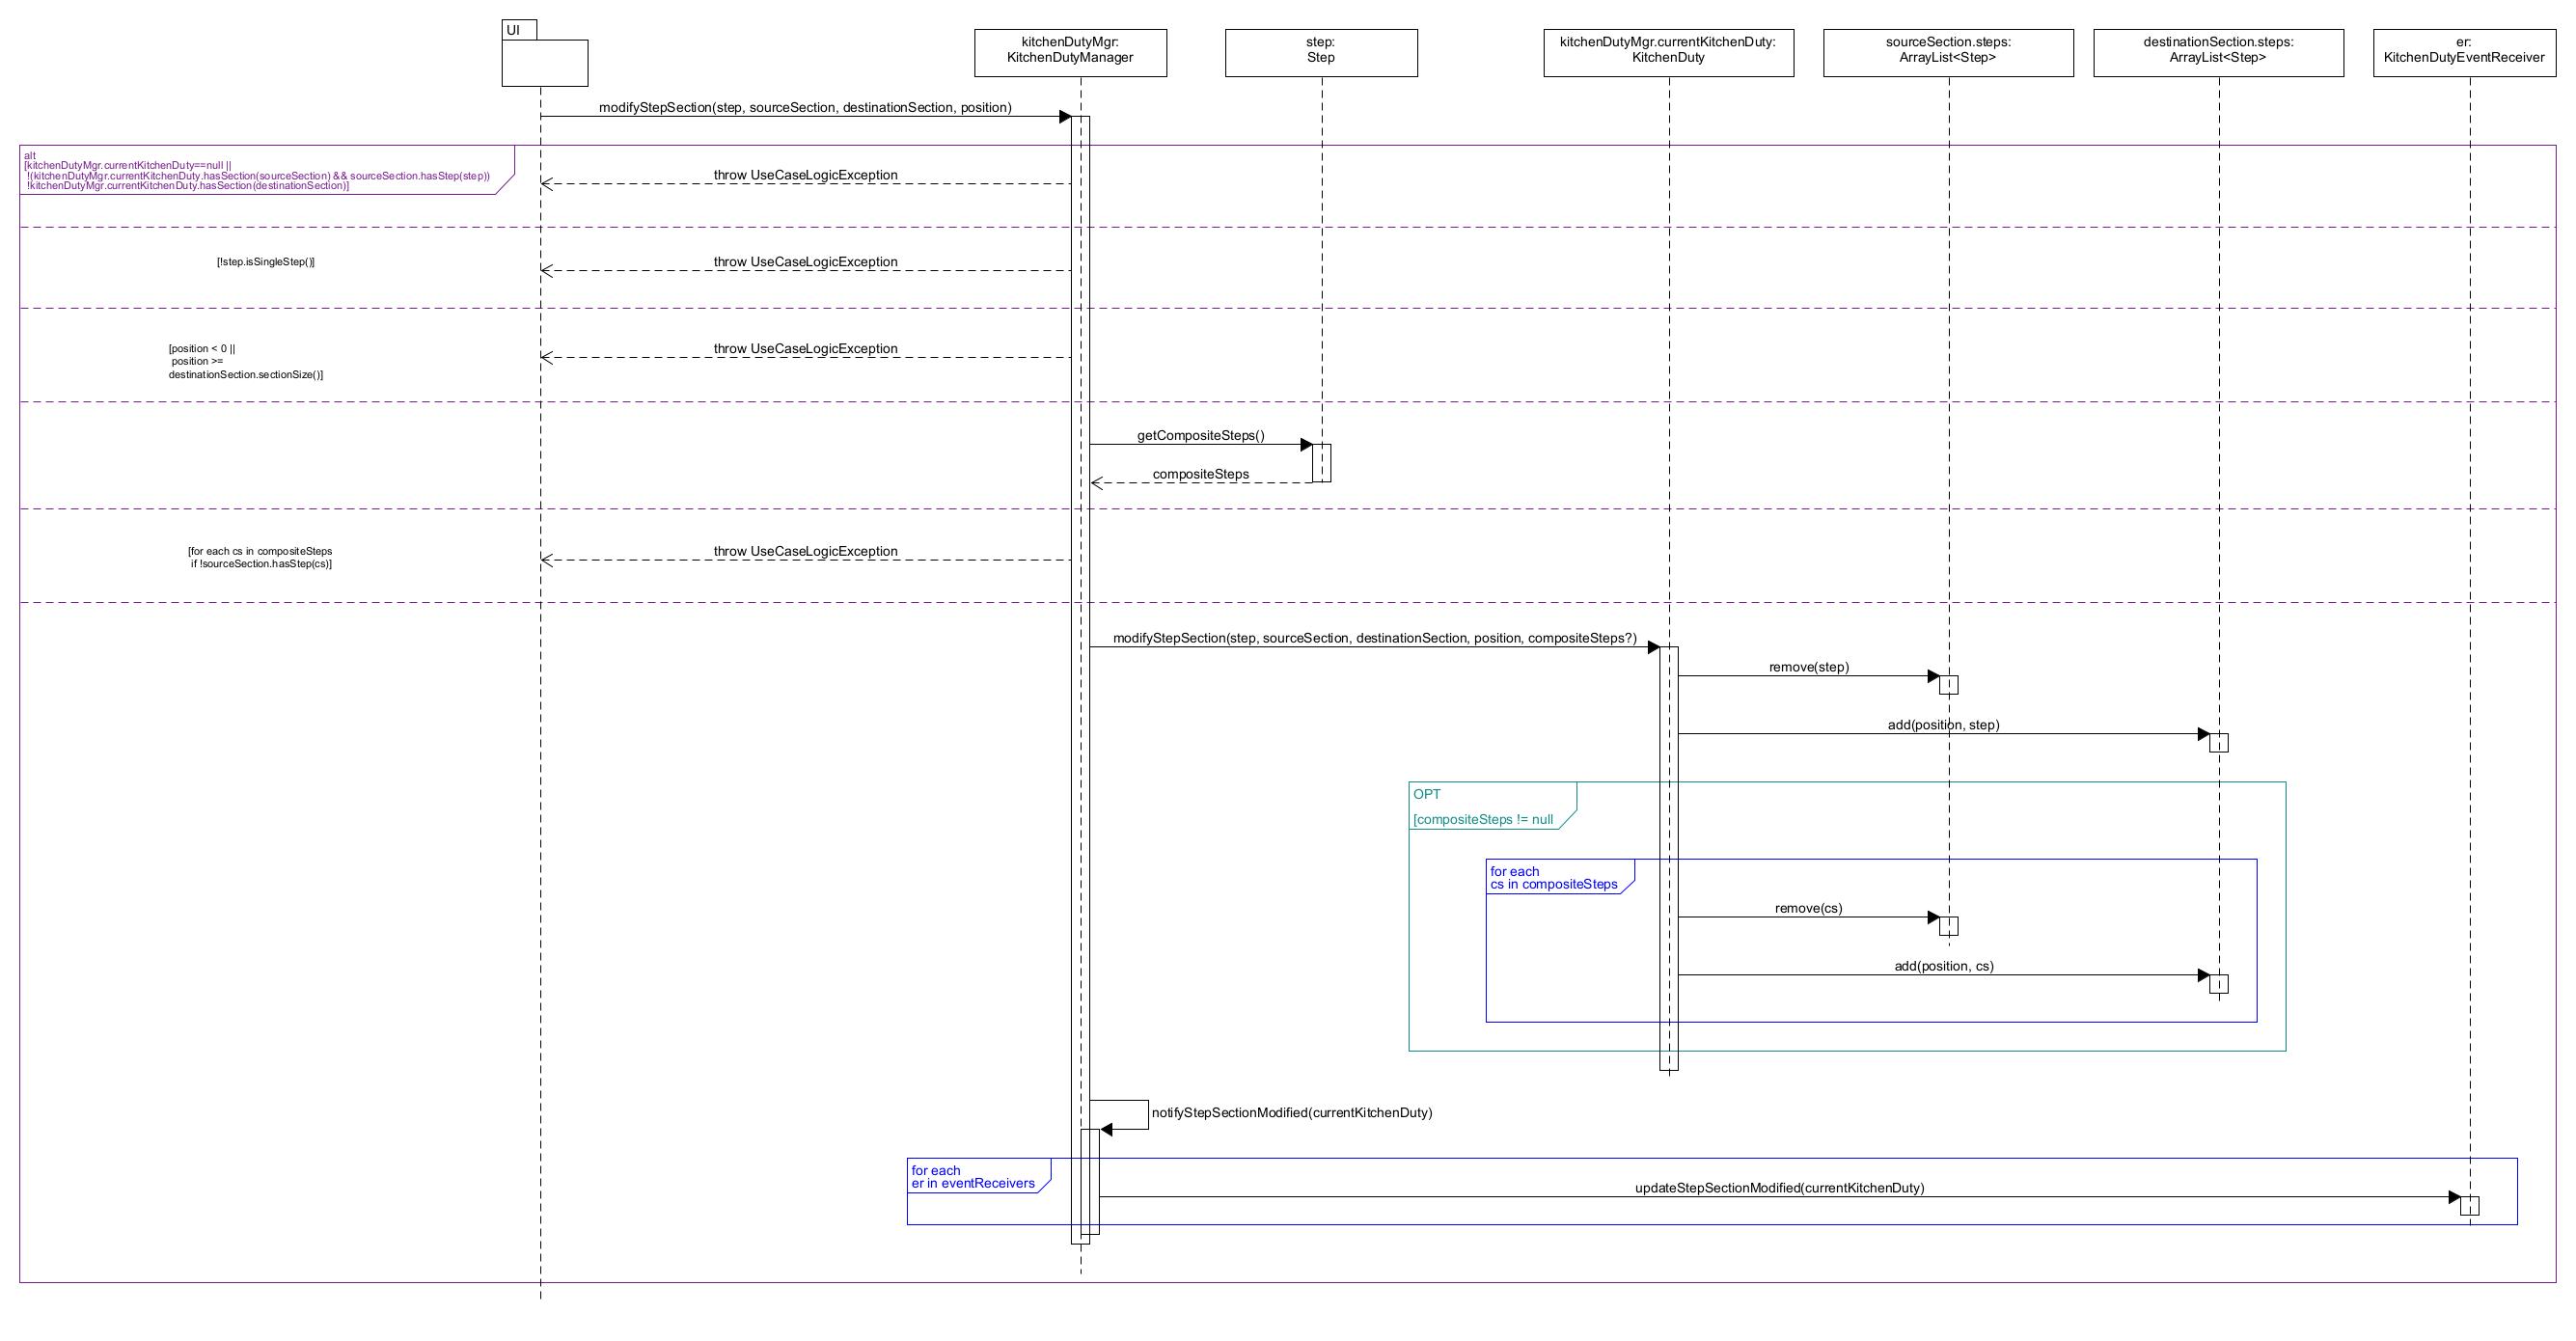 UI
kitchenDutyMgr:
KitchenDutyManager
step:
Step
kitchenDutyMgr.currentKitchenDuty:
KitchenDuty
sourceSection.steps:
ArrayList<Step>
destinationSection.steps:
ArrayList<Step>
er:
KitchenDutyEventReceiver
modifyStepSection(step, sourceSection, destinationSection, position)
alt
[kitchenDutyMgr.currentKitchenDuty==null ||
!(kitchenDutyMgr.currentKitchenDuty.hasSection(sourceSection) && sourceSection.hasStep(step))
!kitchenDutyMgr.currentKitchenDuty.hasSection(destinationSection)]
throw UseCaseLogicException
[!step.isSingleStep()]
throw UseCaseLogicException
[position < 0 ||
position >=
destinationSection.sectionSize()]
throw UseCaseLogicException
getCompositeSteps()
compositeSteps
[for each cs in compositeSteps
if !sourceSection.hasStep(cs)]
throw UseCaseLogicException
modifyStepSection(step, sourceSection, destinationSection, position, compositeSteps?)
remove(step)
add(position, step)
OPT
[compositeSteps != null
for each
cs in compositeSteps
remove(cs)
add(position, cs)
notifyStepSectionModified(currentKitchenDuty)
for each
er in eventReceivers
updateStepSectionModified(currentKitchenDuty)